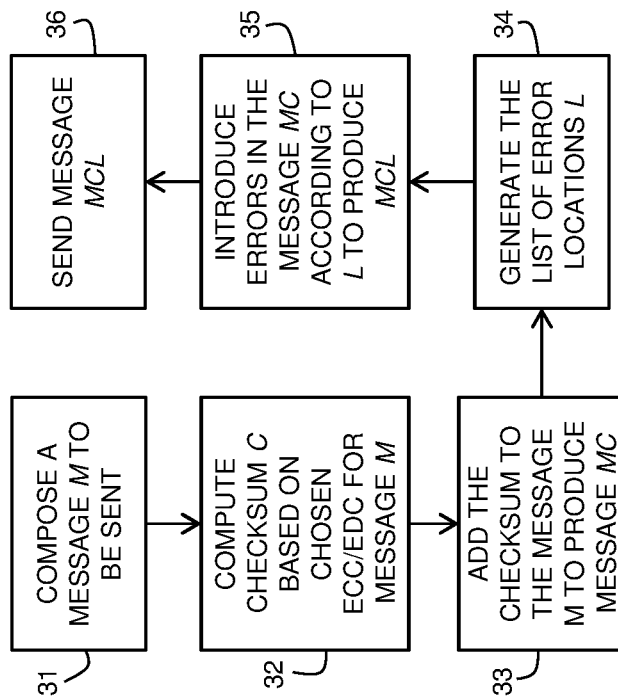 31
COMPOSE A
MESSAGE M TO
BE SENT
32
COMPUTE
CHECKSUM C
BASED ON
CHOSEN
ECC/EDC FOR
MESSAGE M
33
ADD THE
CHECKSUM TO
THE MESSAGE
M TO PRODUCE
MESSAGE MC
34
GENERATE THE
LIST OF ERROR
LOCATIONS L
35
INTRODUCE
ERRORS IN THE
MESSAGE MC
ACCORDING TO
L TO PRODUCE
MCL
36
SEND MESSAGE
MCL